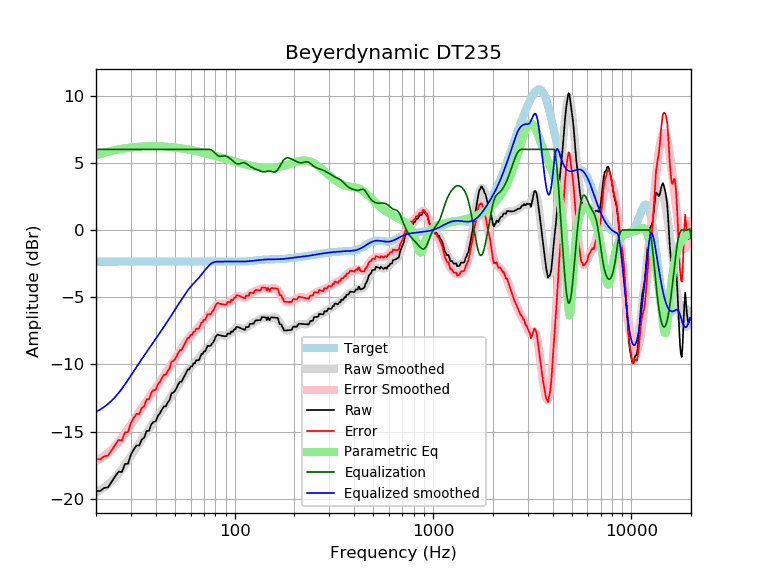 Beyerdynamic DT235
Amplitude (dBr)
10
5
0
−5
−10
−15
−20
Target
Raw Smoothed
Error Smoothed
Raw
Error
Parametric Eq
Equalization
Equalized smoothed
100
1000
10000
Frequency (Hz)